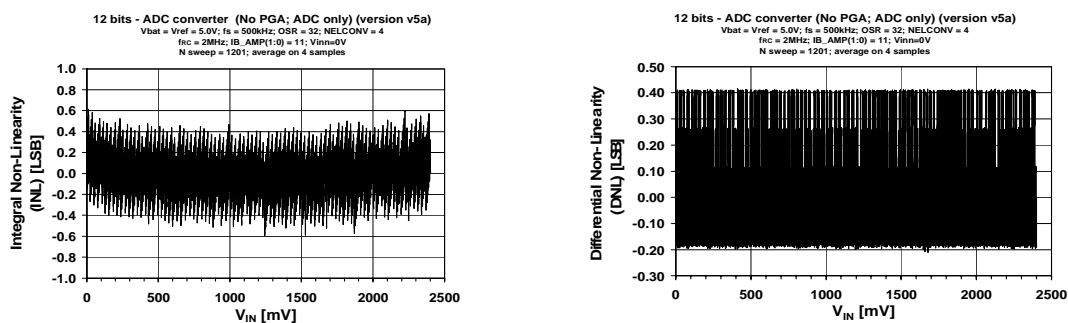 12 bits - ADC converter (No PGA; ADC only) (version v5a)
Vbat = Vref = 5.0V; fs = 500kHz; OSR = 32; NELCONV = 4
fRC = 2MHz; IB_AMP(1:0) = 11; Vinn=0V
N sweep = 1201; average on 4 samples
Integral Non-Linearity
(INL) [LSB]
1.0
0.8
0.6
0.4
0.2
0.0
-0.2
-0.4
-0.6
-0.8
-1.0
0 500 1000 1500 2000 2500
VIN [mV]
12 bits - ADC converter (No PGA; ADC only) (version v5a)
Vbat = Vref = 5.0V; fs = 500kHz; OSR = 32; NELCONV = 4
fRC = 2MHz; IB_AMP(1:0) = 11; Vinn=0V
N sweep = 1201; average on 4 samples
Differential Non-Linearity
(DNL) [LSB]
0.50
0.40
0.30
0.20
0.10
0.00
-0.10
-0.20
-0.30
0 500 1000 1500 2000 2500
VIN [mV]